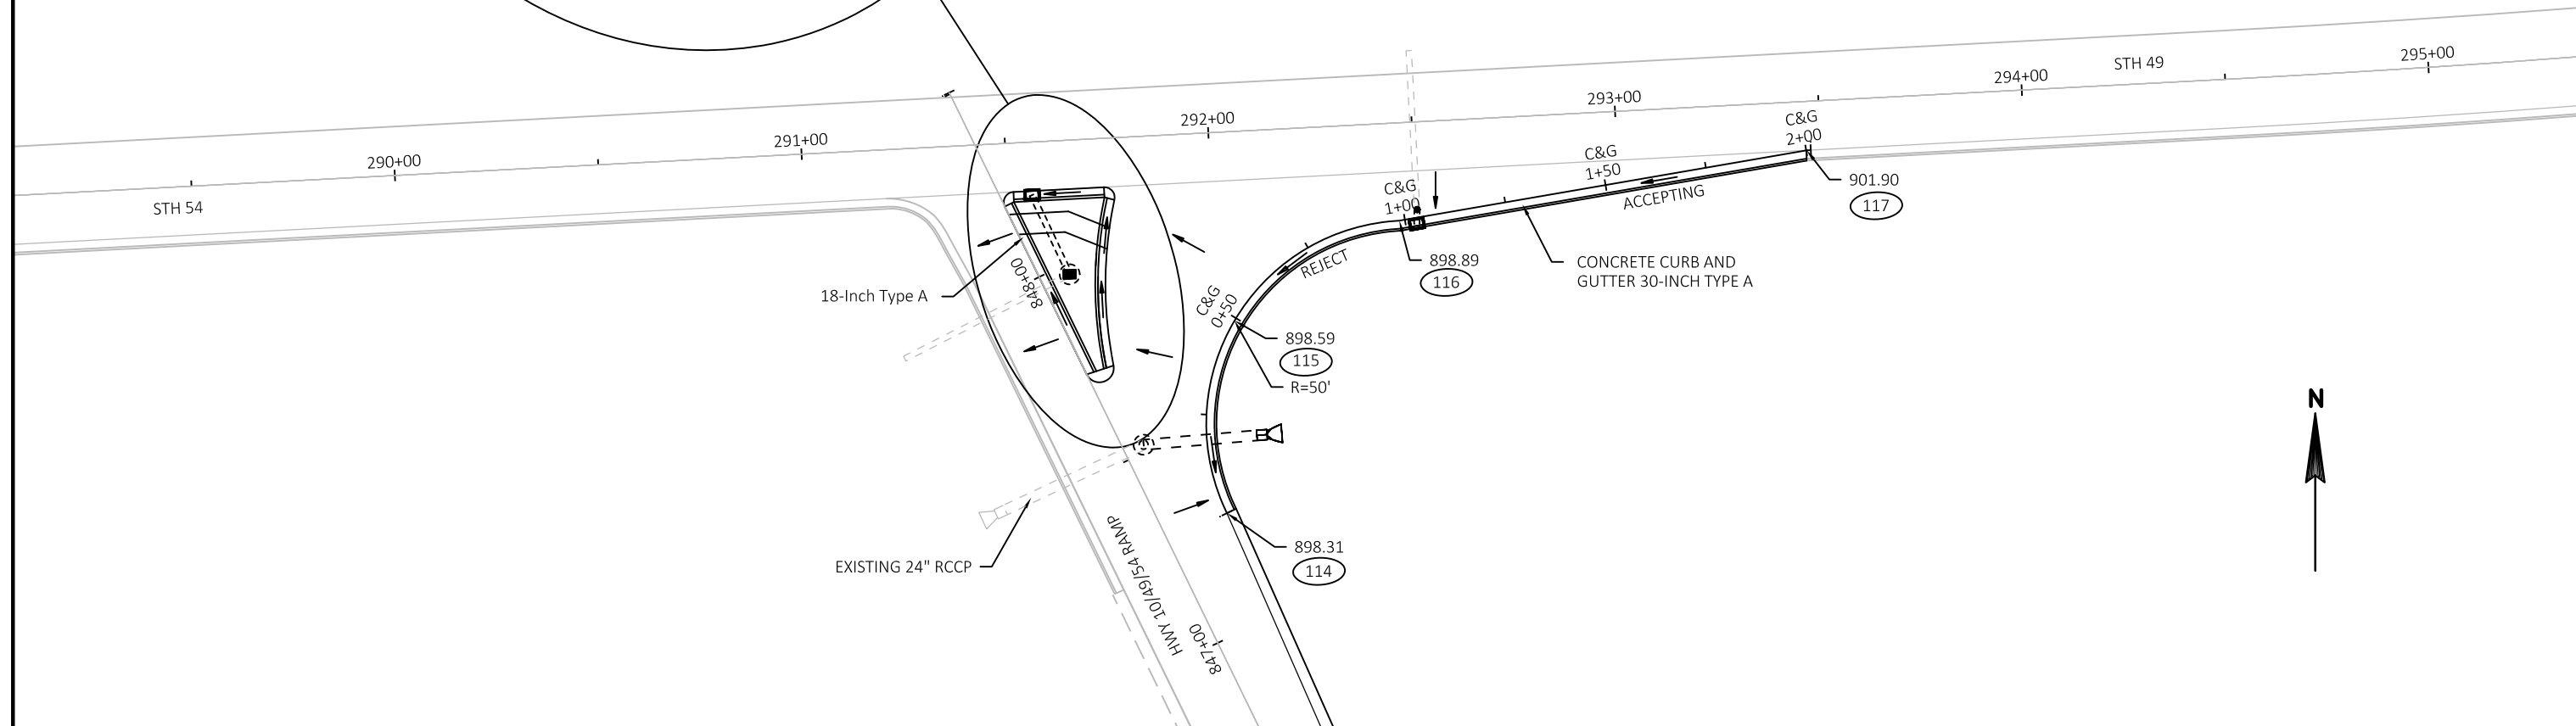 295+00
STH 49
294+00
293+00
C&G
2+00
292+00
291+00
290+00
C&G
1+50
901.90
117
C&G
1+00
ACCEPTING
STH 54
898.89
116
REJECT
CONCRETE CURB AND
GUTTER 30-INCH TYPE A
18-Inch Type A
848+00
C&G
0+50
898.59
115
R=50'
N
898.31
114
EXISTING 24" RCCP
HWY 10/49/54 RAMP
847+00